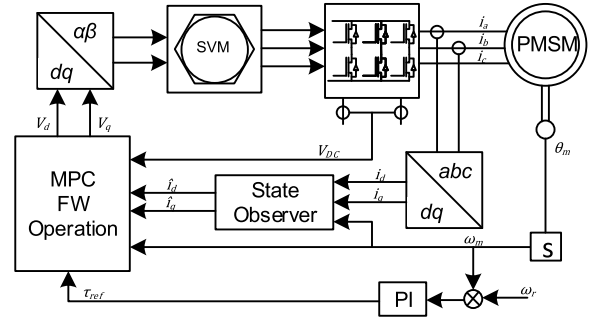 αβ
dq
SVM
i_a
i_b
i_c
PMSM
V_d
V_q
V_DC
θ_m
MPC
FW
Operation
î_d
î_q
State
Observer
i_d
i_q
abc
dq
ω_m
S
τ_ref
PI
ω_r